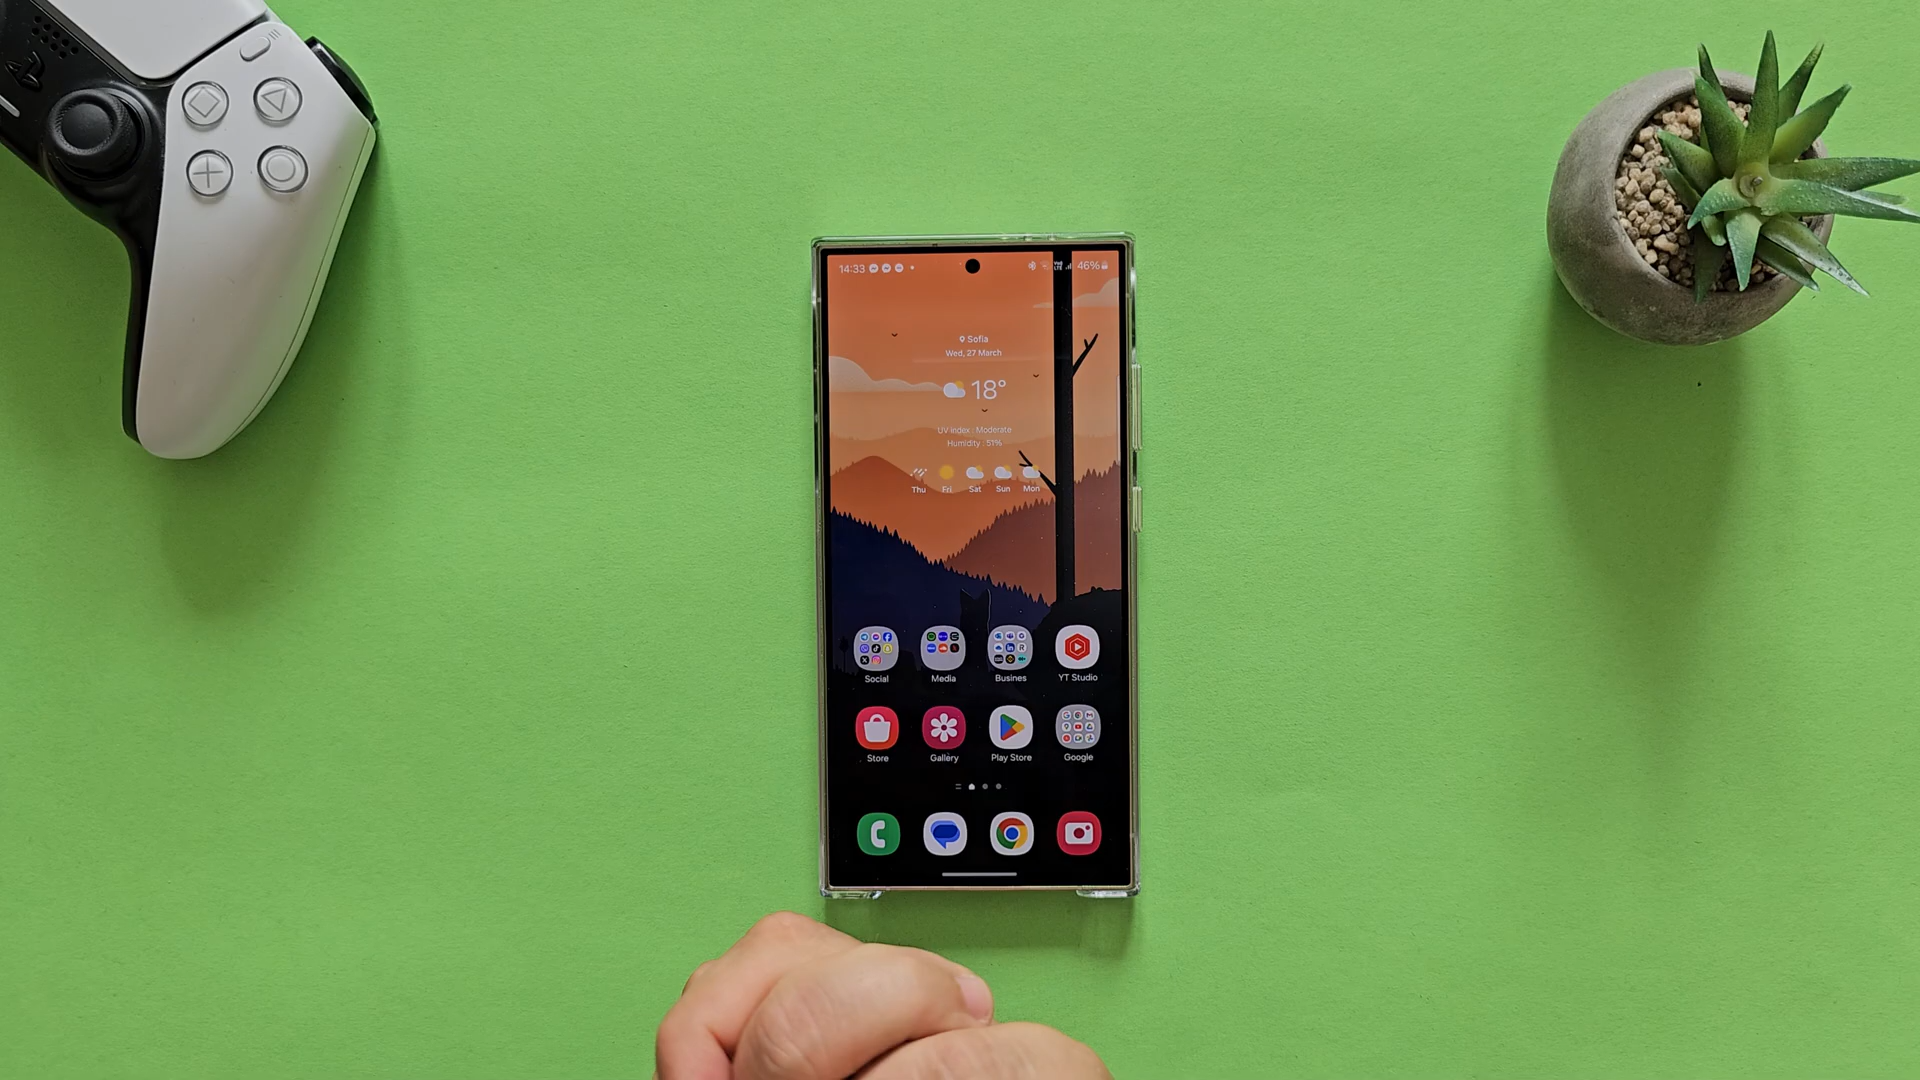 14:33
46%
Sofia
Wed, 27 March
18°
UV index : Moderate
Humidity : 51%
Thu Fri Sat Sun Mon
Social Media Busines YT Studio
Store Gallery Play Store Google